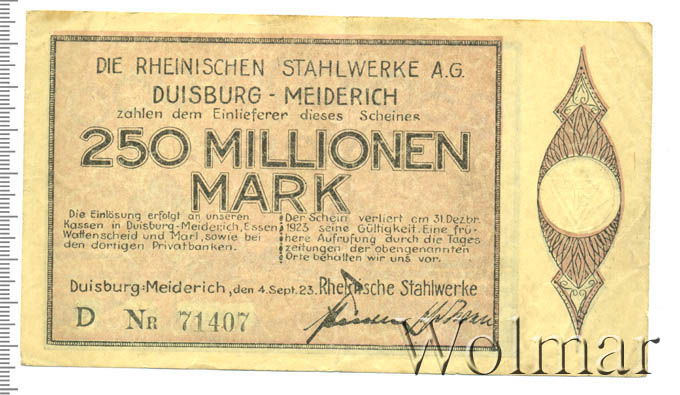 DIE RHEINISCHEN STAHLWERKE A.G.
DUISBURG - MEIDERICH
zahlen dem Einlieferer dieses Scheines
250 MILLIONEN
MARK
Die Einlösung erfolgt an unseren
Kassen in Duisburg-Meiderich, Essen,
Wattenscheid und Marl, sowie bei
den dortigen Privatbanken.
Der Schein verliert am 31. Dezbr.
1923 seine Gültigkeit. Eine frü-
here Aufrufung durch die Tages
zeitungen der obengenannten
Orte behalten wir uns vor.
Duisburg-Meiderich, den 4. Sept. 23. Rheinische Stahlwerke
D NR 71407
Wolmar